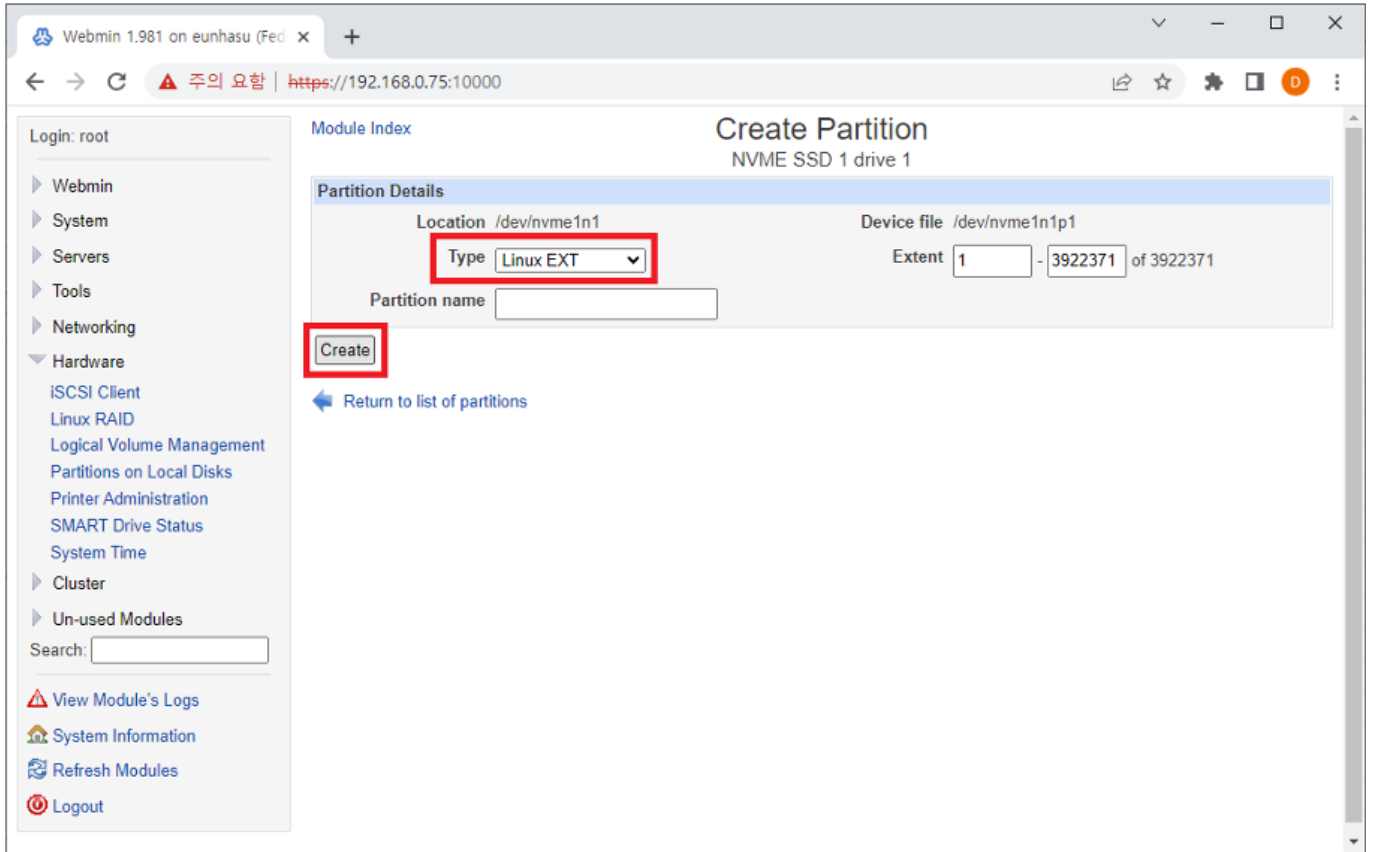 Webmin 1.981 on eunhasu (Fed
주의 요함 https://192.168.0.75:10000
D
Login: root
Webmin
System
Servers
Tools
Networking
Hardware
iSCSI Client
Linux RAID
Logical Volume Management
Partitions on Local Disks
Printer Administration
SMART Drive Status
System Time
Cluster
Un-used Modules
Search:
View Module's Logs
System Information
Refresh Modules
Logout
Module Index
Create Partition
NVME SSD 1 drive 1
Partition Details
Location /dev/nvme1n1 Device file /dev/nvme1n1p1
Type Linux EXT Extent 1 - 3922371 of 3922371
Partition name
Create
Return to list of partitions